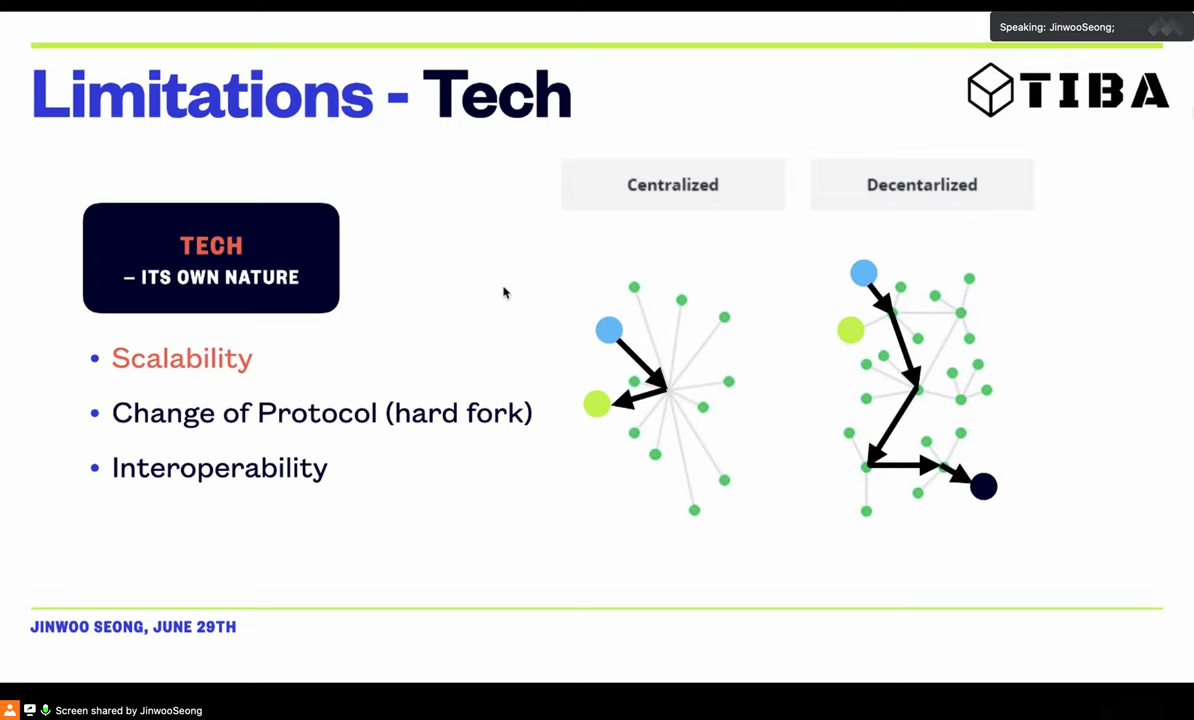 Speaking: JinwooSeong;
Limitations - Tech
TIBA
Centralized
Decentarlized
TECH
– ITS OWN NATURE
• Scalability
• Change of Protocol (hard fork)
• Interoperability
JINWOO SEONG, JUNE 29TH
Screen shared by JinwooSeong